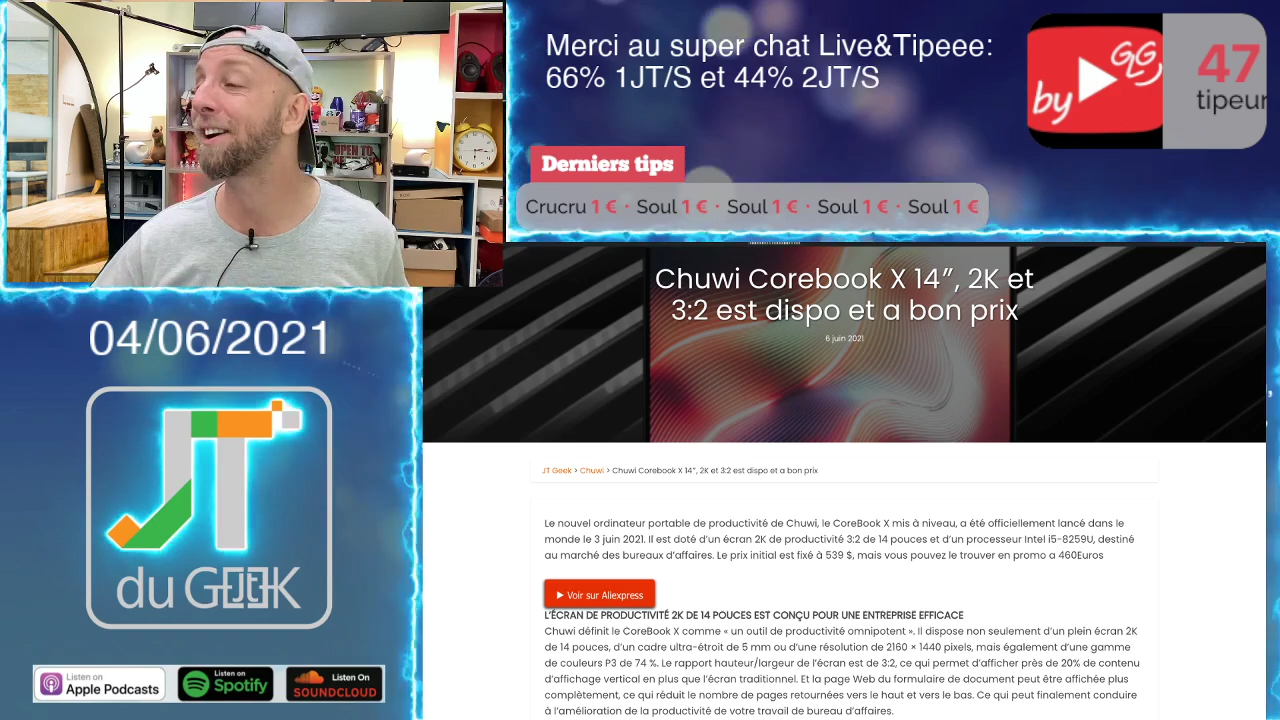 Merci au super chat Live&Tipeee:
66% 1JT/S et 44% 2JT/S
by GLG
47
tipeur
Derniers tips
Crucru 1 € · Soul 1 € · Soul 1 € · Soul 1 € · Soul 1 €
Chuwi Corebook X 14″, 2K et
3:2 est dispo et a bon prix
6 juin 2021
04/06/2021
JT
du GEEK
Listen on
Apple Podcasts
Listen on
Spotify
Listen On
SOUNDCLOUD
JT Geek > Chuwi > Chuwi Corebook X 14″, 2K et 3:2 est dispo et a bon prix
Le nouvel ordinateur portable de productivité de Chuwi, le CoreBook X mis à niveau, a été officiellement lancé dans le
monde le 3 juin 2021. Il est doté d’un écran 2K de productivité 3:2 de 14 pouces et d’un processeur Intel i5-8259U, destiné
au marché des bureaux d’affaires. Le prix initial est fixé à 539 $, mais vous pouvez le trouver en promo a 460Euros
Voir sur Aliexpress
L’ÉCRAN DE PRODUCTIVITÉ 2K DE 14 POUCES EST CONÇU POUR UNE ENTREPRISE EFFICACE
Chuwi définit le CoreBook X comme « un outil de productivité omnipotent ». Il dispose non seulement d’un plein écran 2K
de 14 pouces, d’un cadre ultra-étroit de 5 mm ou d’une résolution de 2160 × 1440 pixels, mais également d’une gamme
de couleurs P3 de 74 %. Le rapport hauteur/largeur de l’écran est de 3:2, ce qui permet d’afficher près de 20% de contenu
d’affichage vertical en plus que l’écran traditionnel. Et la page Web du formulaire de document peut être affichée plus
complètement, ce qui réduit le nombre de pages retournées vers le haut et vers le bas. Ce qui peut finalement conduire
à l’amélioration de la productivité de votre travail de bureau d’affaires.